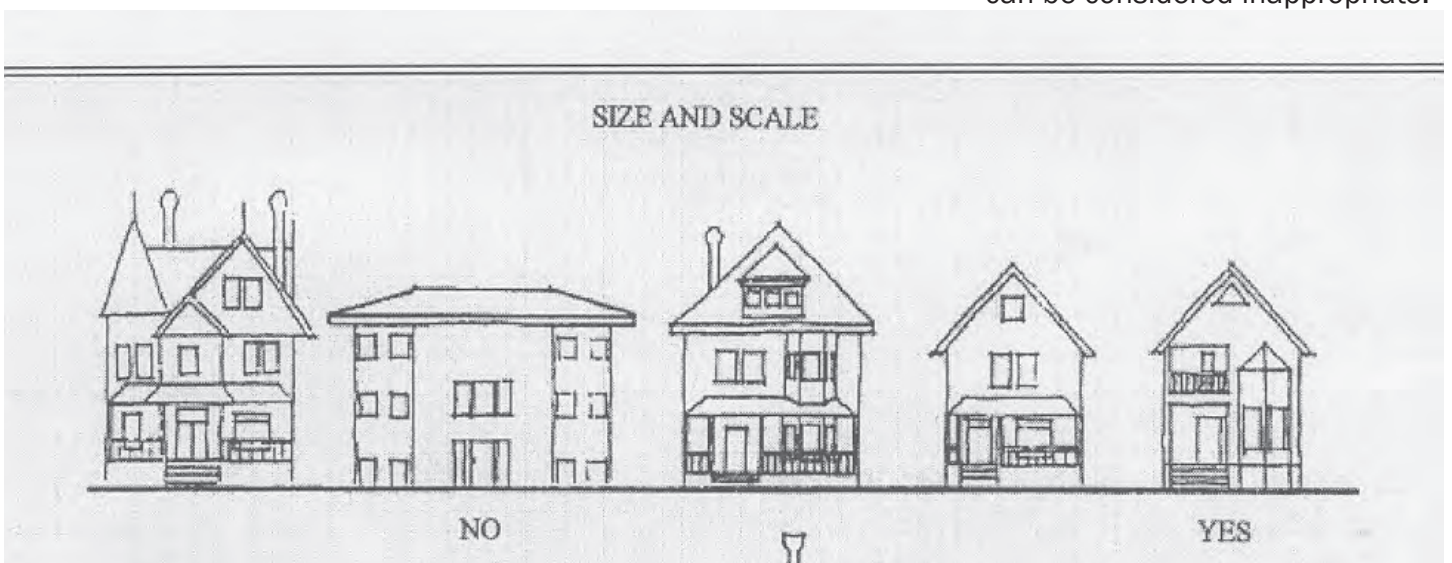 can be considered inappropriate.
SIZE AND SCALE
NO
YES